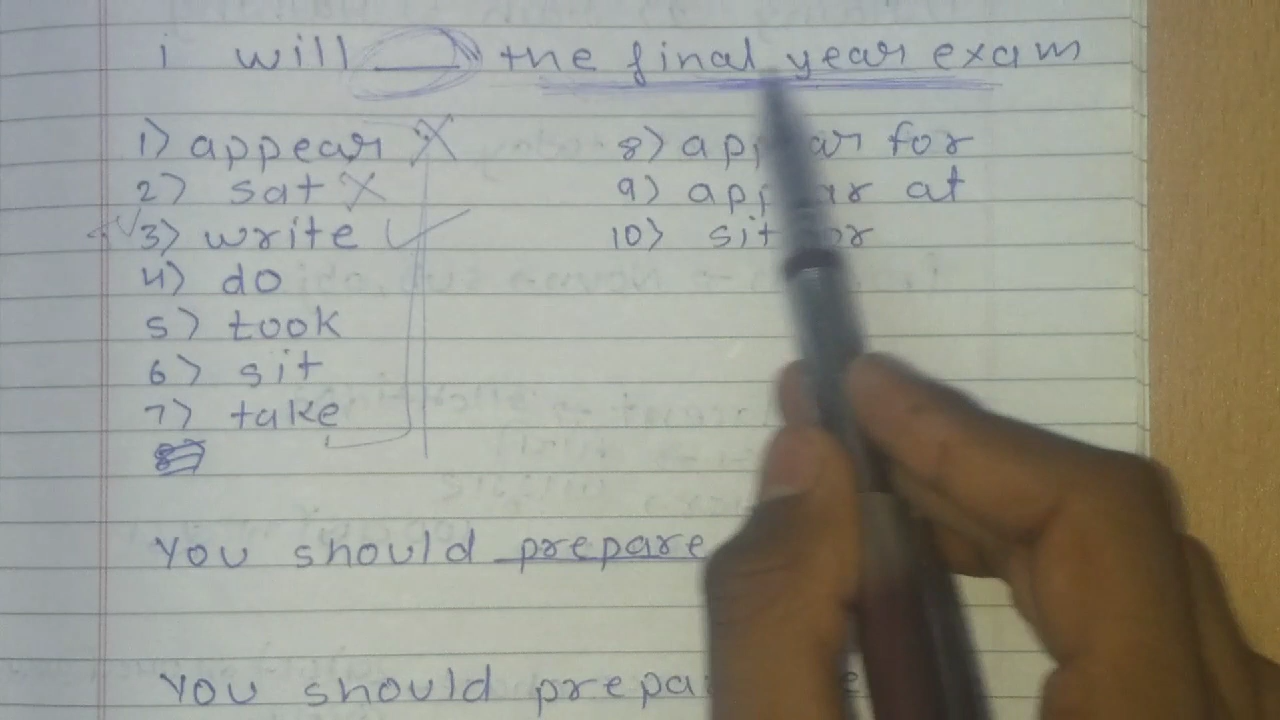 i will ___ the final year exam
1) appear X
2) sat X
3) write ✓
4) do
5) took
6) sit
7) take
8) for
9) at
10) sit
You should prepare
You should